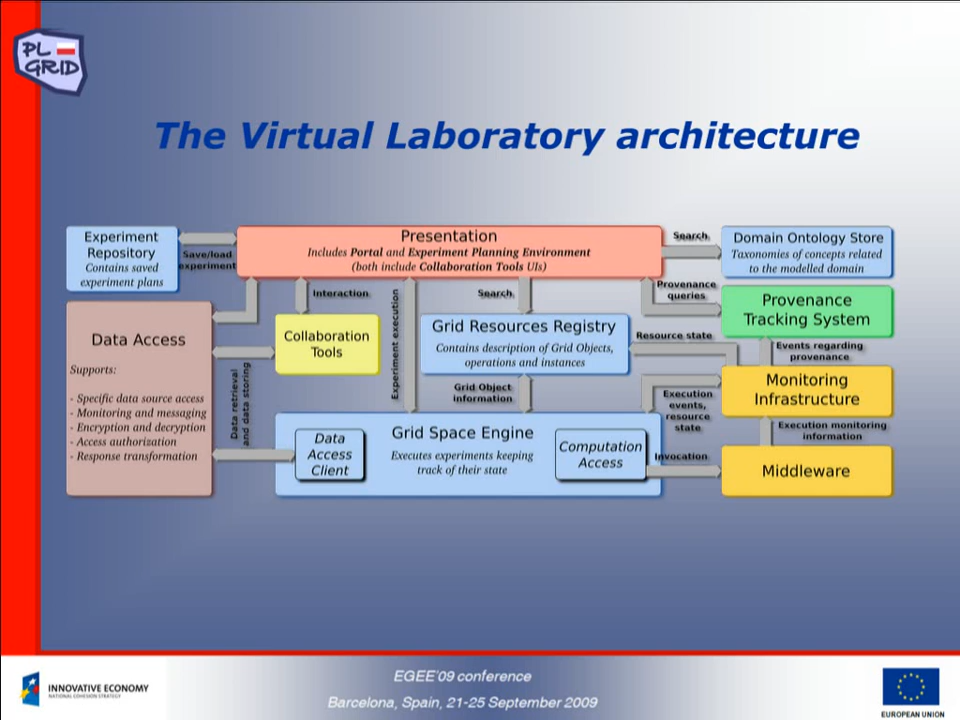 PL
GRID
The Virtual Laboratory architecture
Experiment
Repository
Contains saved
experiment plans
Save/load
experiment
Presentation
Includes Portal and Experiment Planning Environment
(both include Collaboration Tools UIs)
Search
Domain Ontology Store
Taxonomies of concepts related
to the modelled domain
Data Access
Supports:
- Specific data source access
- Monitoring and messaging
- Encryption and decryption
- Access authorization
- Response transformation
Interaction
Collaboration
Tools
Data retrieval
and data storing
Experiment execution
Search
Grid Resources Registry
Contains description of Grid Objects,
operations and instances
Grid Object
information
Provenance
queries
Provenance
Tracking System
Resource state
Events regarding
provenance
Monitoring
Infrastructure
Execution
events,
resource
state
Execution monitoring
information
Grid Space Engine
Executes experiments keeping
track of their state
Data
Access
Client
Computation
Access
Invocation
Middleware
INNOVATIVE ECONOMY
NATIONAL COHESION STRATEGY
EGEE'09 conference
Barcelona, Spain, 21-25 September 2009
EUROPEAN UNION